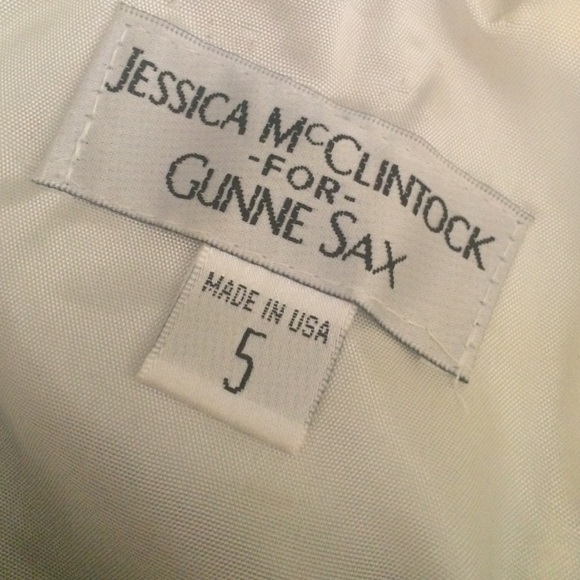 JESSICA McCLINTOCK
-FOR-
GUNNE SAX
MADE IN USA
5